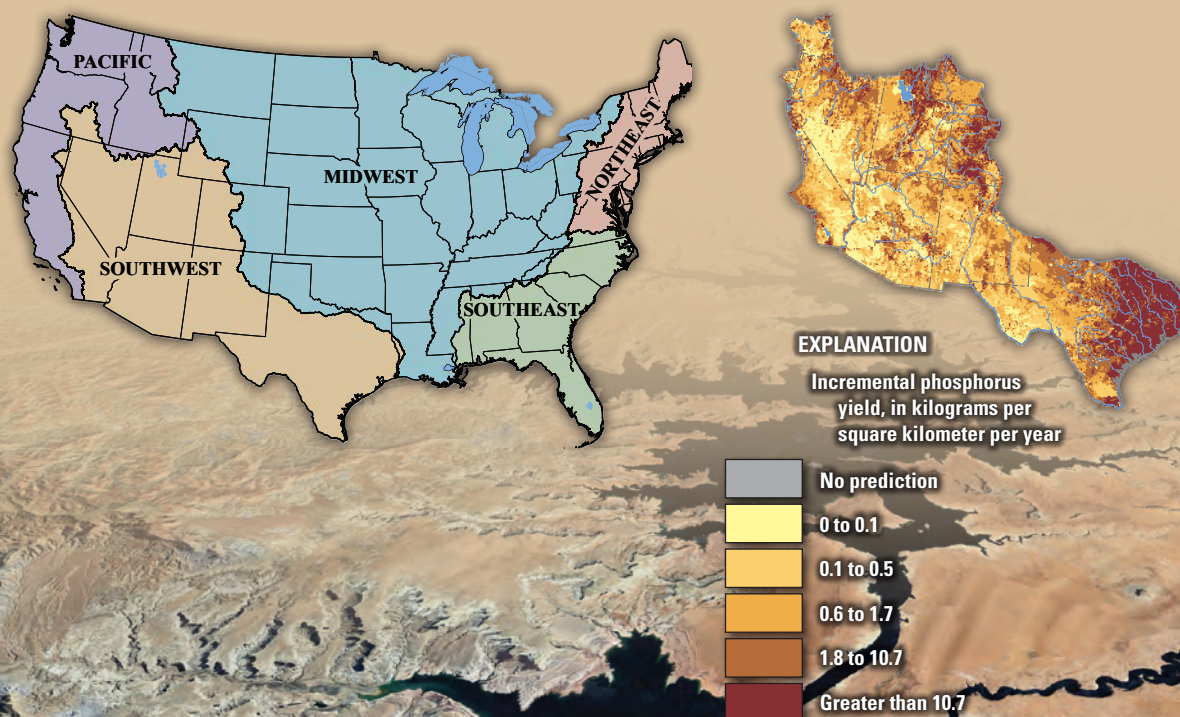 PACIFIC
MIDWEST
NORTHEAST
SOUTHWEST
SOUTHEAST
EXPLANATION
Incremental phosphorus
yield, in kilograms per
square kilometer per year
No prediction
0 to 0.1
0.1 to 0.5
0.6 to 1.7
1.8 to 10.7
Greater than 10.7